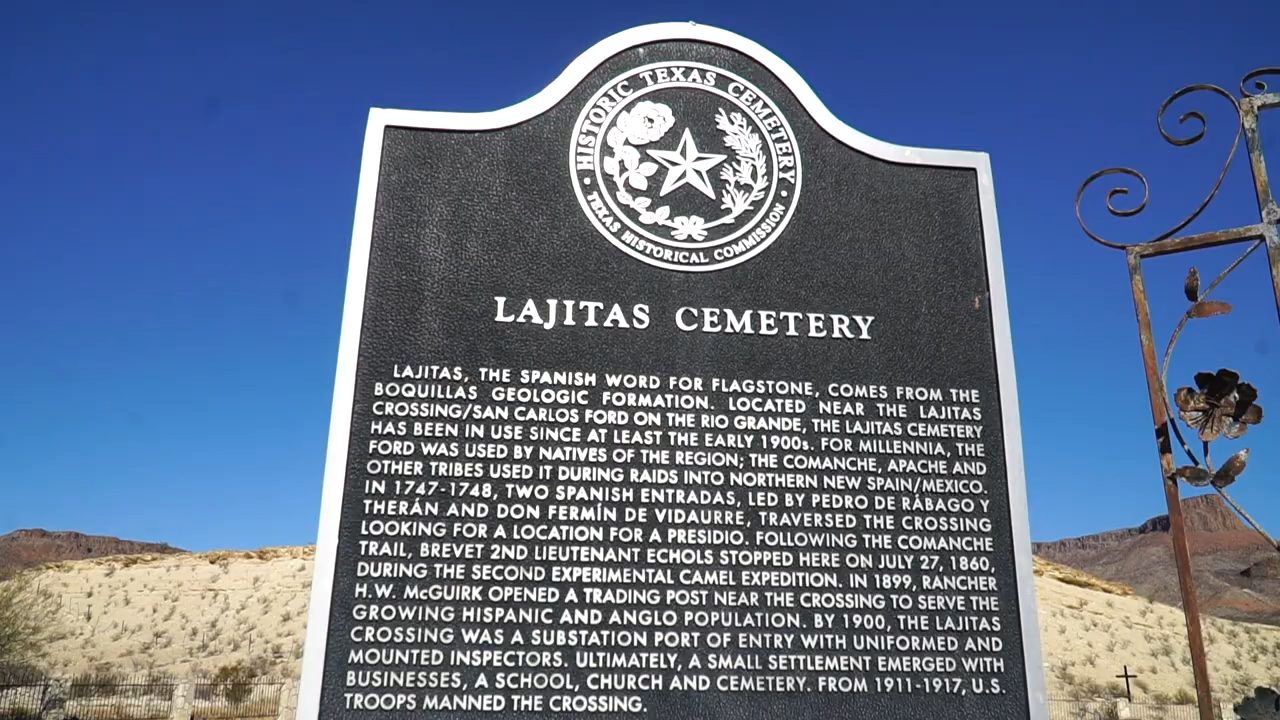 HISTORIC TEXAS CEMETERY
TEXAS HISTORICAL COMMISSION
LAJITAS CEMETERY
LAJITAS, THE SPANISH WORD FOR FLAGSTONE, COMES FROM THE
BOQUILLAS GEOLOGIC FORMATION. LOCATED NEAR THE LAJITAS
CROSSING/SAN CARLOS FORD ON THE RIO GRANDE, THE LAJITAS CEMETERY
HAS BEEN IN USE SINCE AT LEAST THE EARLY 1900s. FOR MILLENNIA, THE
FORD WAS USED BY NATIVES OF THE REGION; THE COMANCHE, APACHE AND
OTHER TRIBES USED IT DURING RAIDS INTO NORTHERN NEW SPAIN/MEXICO.
IN 1747-1748, TWO SPANISH ENTRADAS, LED BY PEDRO DE RÁBAGO Y
THERÁN AND DON FERMÍN DE VIDAURRE, TRAVERSED THE CROSSING
LOOKING FOR A LOCATION FOR A PRESIDIO. FOLLOWING THE COMANCHE
TRAIL, BREVET 2ND LIEUTENANT ECHOLS STOPPED HERE ON JULY 27, 1860,
DURING THE SECOND EXPERIMENTAL CAMEL EXPEDITION. IN 1899, RANCHER
H.W. McGUIRK OPENED A TRADING POST NEAR THE CROSSING TO SERVE THE
GROWING HISPANIC AND ANGLO POPULATION. BY 1900, THE LAJITAS
CROSSING WAS A SUBSTATION PORT OF ENTRY WITH UNIFORMED AND
MOUNTED INSPECTORS. ULTIMATELY, A SMALL SETTLEMENT EMERGED WITH
BUSINESSES, A SCHOOL, CHURCH AND CEMETERY. FROM 1911-1917, U.S.
TROOPS MANNED THE CROSSING.